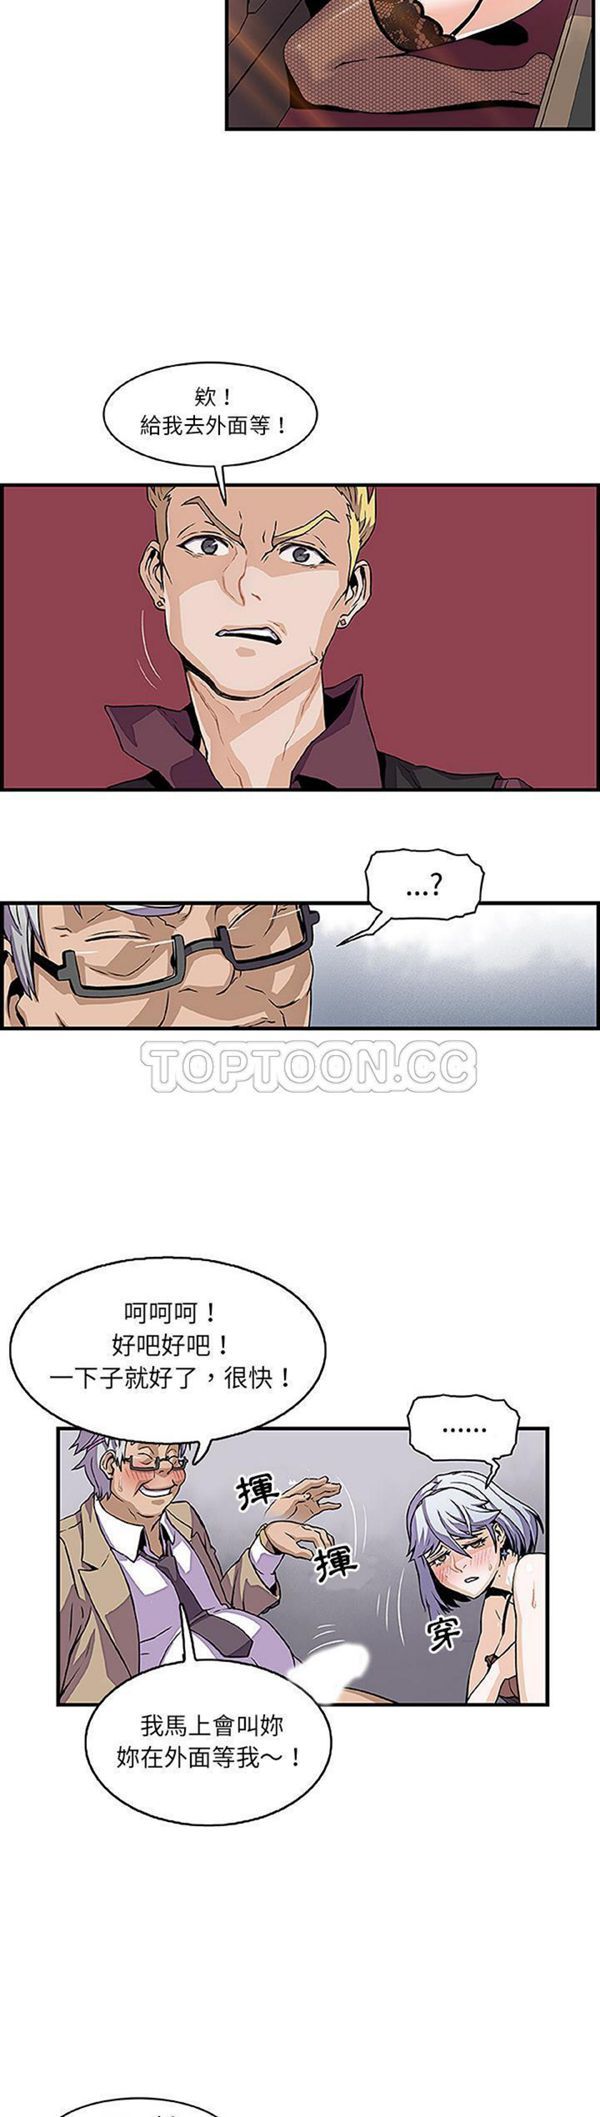 欸！
給我去外面等！
...?
TOPTOON.CC
呵呵呵！
好吧好吧！
一下子就好了，很快！
......
揮
揮
穿
我馬上會叫妳
妳在外面等我～！